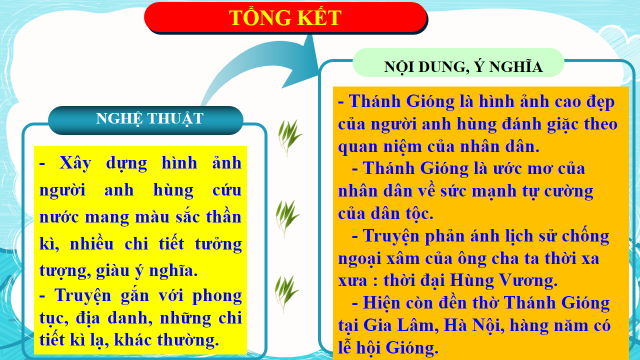 TỔNG KẾT
NGHỆ THUẬT
- Xây dựng hình ảnh
người anh hùng cứu
nước mang màu sắc thần
kì, nhiều chi tiết tưởng
tượng, giàu ý nghĩa.
- Truyện gắn với phong
tục, địa danh, những chi
tiết kì lạ, khác thường.
NỘI DUNG, Ý NGHĨA
- Thánh Gióng là hình ảnh cao đẹp
của người anh hùng đánh giặc theo
quan niệm của nhân dân.
- Thánh Gióng là ước mơ của
nhân dân về sức mạnh tự cường
của dân tộc.
- Truyện phản ánh lịch sử chống
ngoại xâm của ông cha ta thời xa
xưa : thời đại Hùng Vương.
- Hiện còn đền thờ Thánh Gióng
tại Gia Lâm, Hà Nội, hàng năm có
lễ hội Gióng.